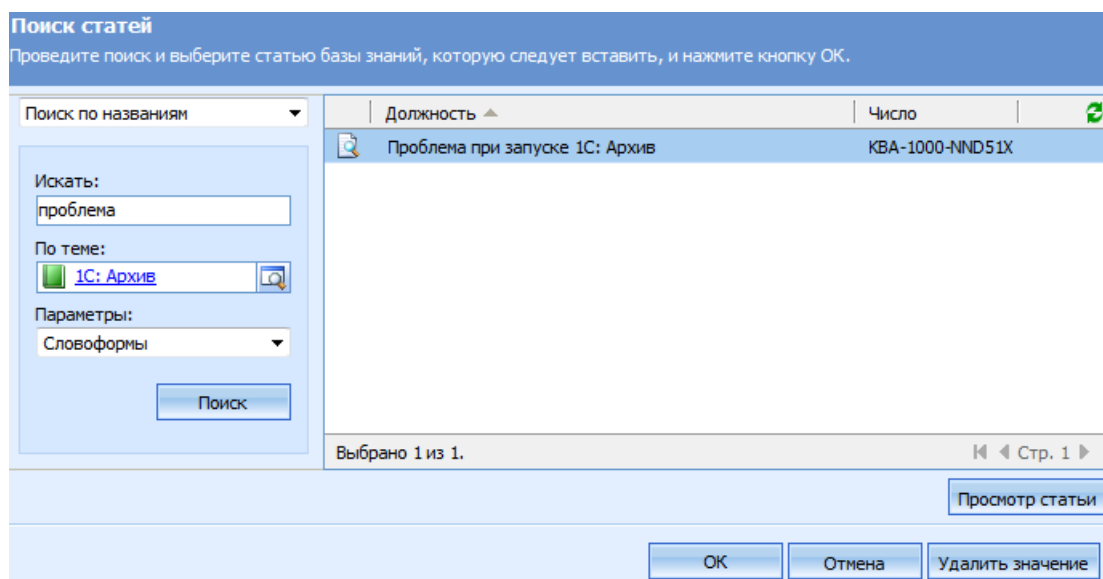 Поиск статей
Проведите поиск и выберите статью базы знаний, которую следует вставить, и нажмите кнопку ОК.
Поиск по названиям
Должность
Число
Проблема при запуске 1С: Архив
KBA-1000-NND51X
Искать:
проблема
По теме:
1С: Архив
Параметры:
Словоформы
Поиск
Выбрано 1 из 1.
Стр. 1
Просмотр статьи
ОК
Отмена
Удалить значение